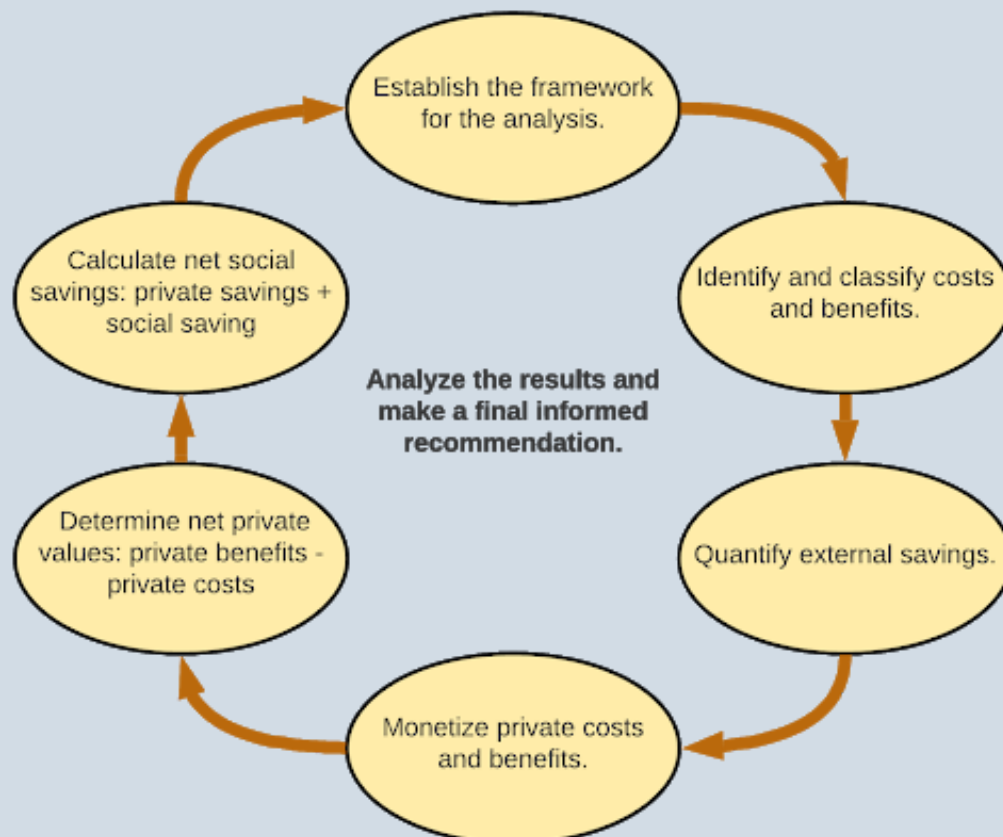 Establish the framework
for the analysis.
Identify and classify costs
and benefits.
Quantify external savings.
Monetize private costs
and benefits.
Determine net private
values: private benefits -
private costs
Calculate net social
savings: private savings +
social saving
Analyze the results and
make a final informed
recommendation.